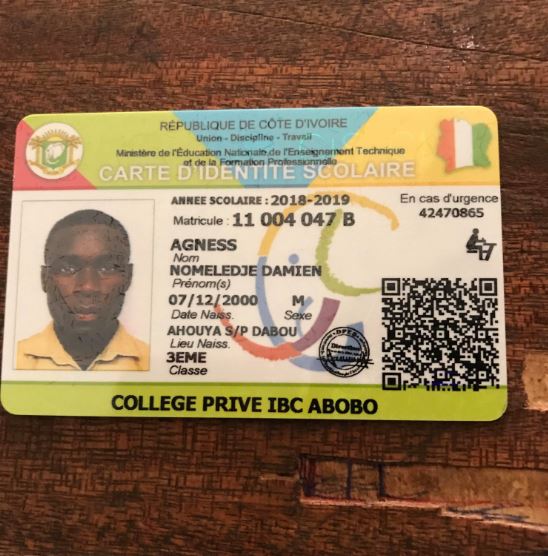 RÉPUBLIQUE DE CÔTE D'IVOIRE
Union - Discipline - Travail
Ministère de l'Éducation Nationale de l'Enseignement Technique
et de la Formation Professionnelle
CARTE D'IDENTITÉ SCOLAIRE
ANNEE SCOLAIRE : 2018-2019
En cas d'urgence
42470865
Matricule : 11 004 047 B
AGNESS
Nom
NOMELEDJE DAMIEN
Prénom(s)
07/12/2000 M
Date Naiss. Sexe
AHOUYA S/P DABOU
Lieu Naiss.
3EME
Classe
COLLEGE PRIVE IBC ABOBO